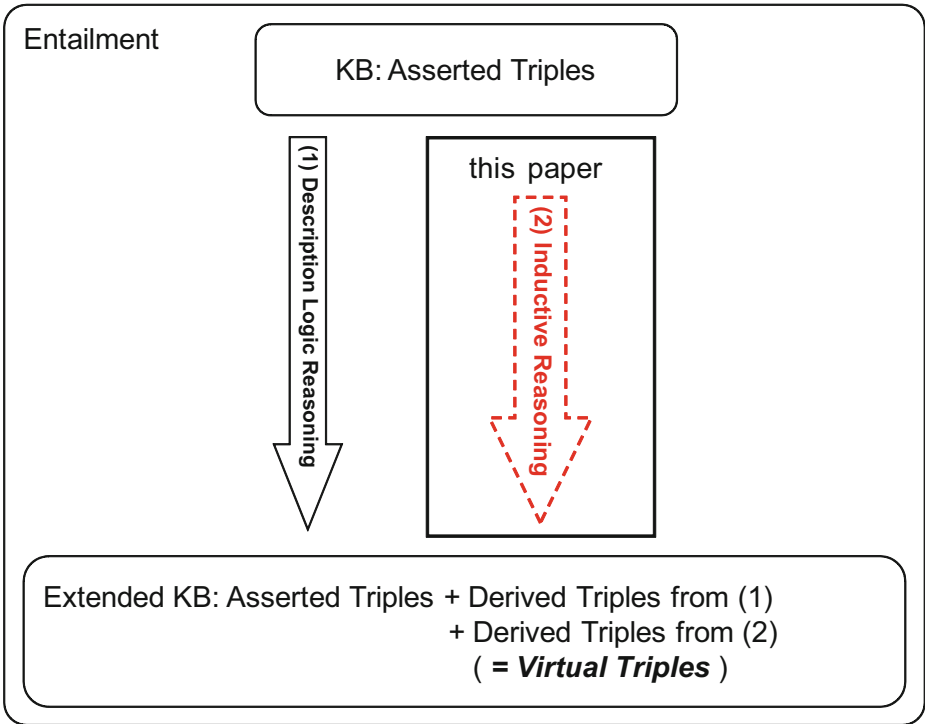 Entailment
KB: Asserted Triples
(1) Description Logic Reasoning
this paper
(2) Inductive Reasoning
Extended KB: Asserted Triples + Derived Triples from (1)
+ Derived Triples from (2)
( = Virtual Triples )